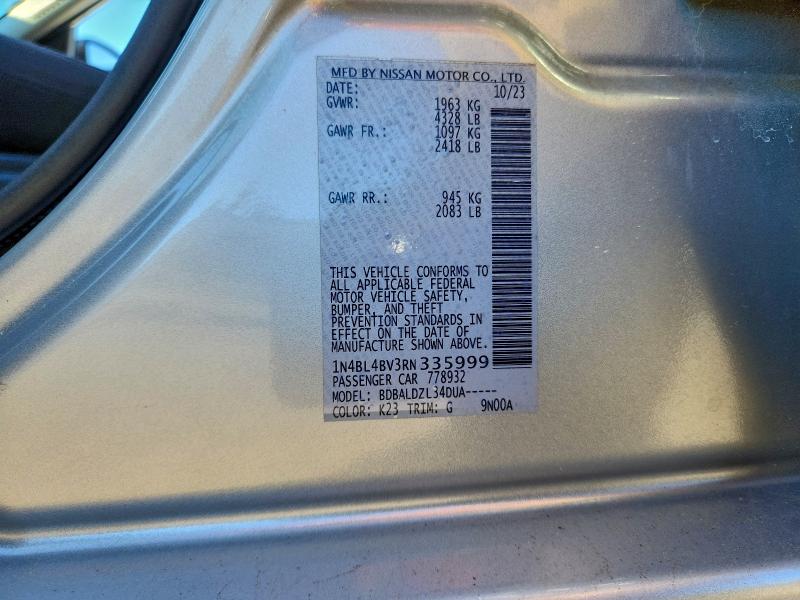 MFD BY NISSAN MOTOR CO., LTD.
DATE: 10/23
GVWR: 1963 KG
4328 LB
GAWR FR.: 1097 KG
2418 LB
GAWR RR.: 945 KG
2083 LB
THIS VEHICLE CONFORMS TO
ALL APPLICABLE FEDERAL
MOTOR VEHICLE SAFETY,
BUMPER, AND THEFT
PREVENTION STANDARDS IN
EFFECT ON THE DATE OF
MANUFACTURE SHOWN ABOVE.
1N4BL4BV3RN335999
PASSENGER CAR 778932
MODEL: BDBALDZL34DUA-----
COLOR: K23 TRIM: G 9N00A